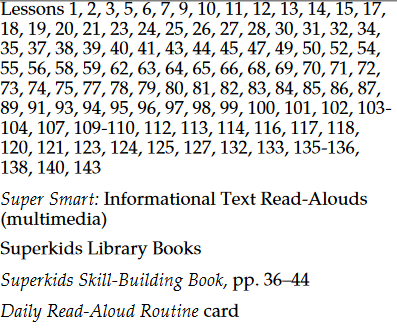 Lessons 1, 2, 3, 5, 6, 7, 9, 10, 11, 12, 13, 14, 15, 17,
18, 19, 20, 21, 23, 24, 25, 26, 27, 28, 30, 31, 32, 34,
35, 37, 38, 39, 40, 41, 43, 44, 45, 47, 49, 50, 52, 54,
55, 56, 58, 59, 62, 63, 64, 65, 66, 68, 69, 70, 71, 72,
73, 74, 75, 77, 78, 79, 80, 81, 82, 83, 84, 85, 86, 87,
89, 91, 93, 94, 95, 96, 97, 98, 99, 100, 101, 102, 103-
104, 107, 109-110, 112, 113, 114, 116, 117, 118,
120, 121, 123, 124, 125, 127, 132, 133, 135-136,
138, 140, 143
Super Smart: Informational Text Read-Alouds
(multimedia)
Superkids Library Books
Superkids Skill-Building Book, pp. 36–44
Daily Read-Aloud Routine card